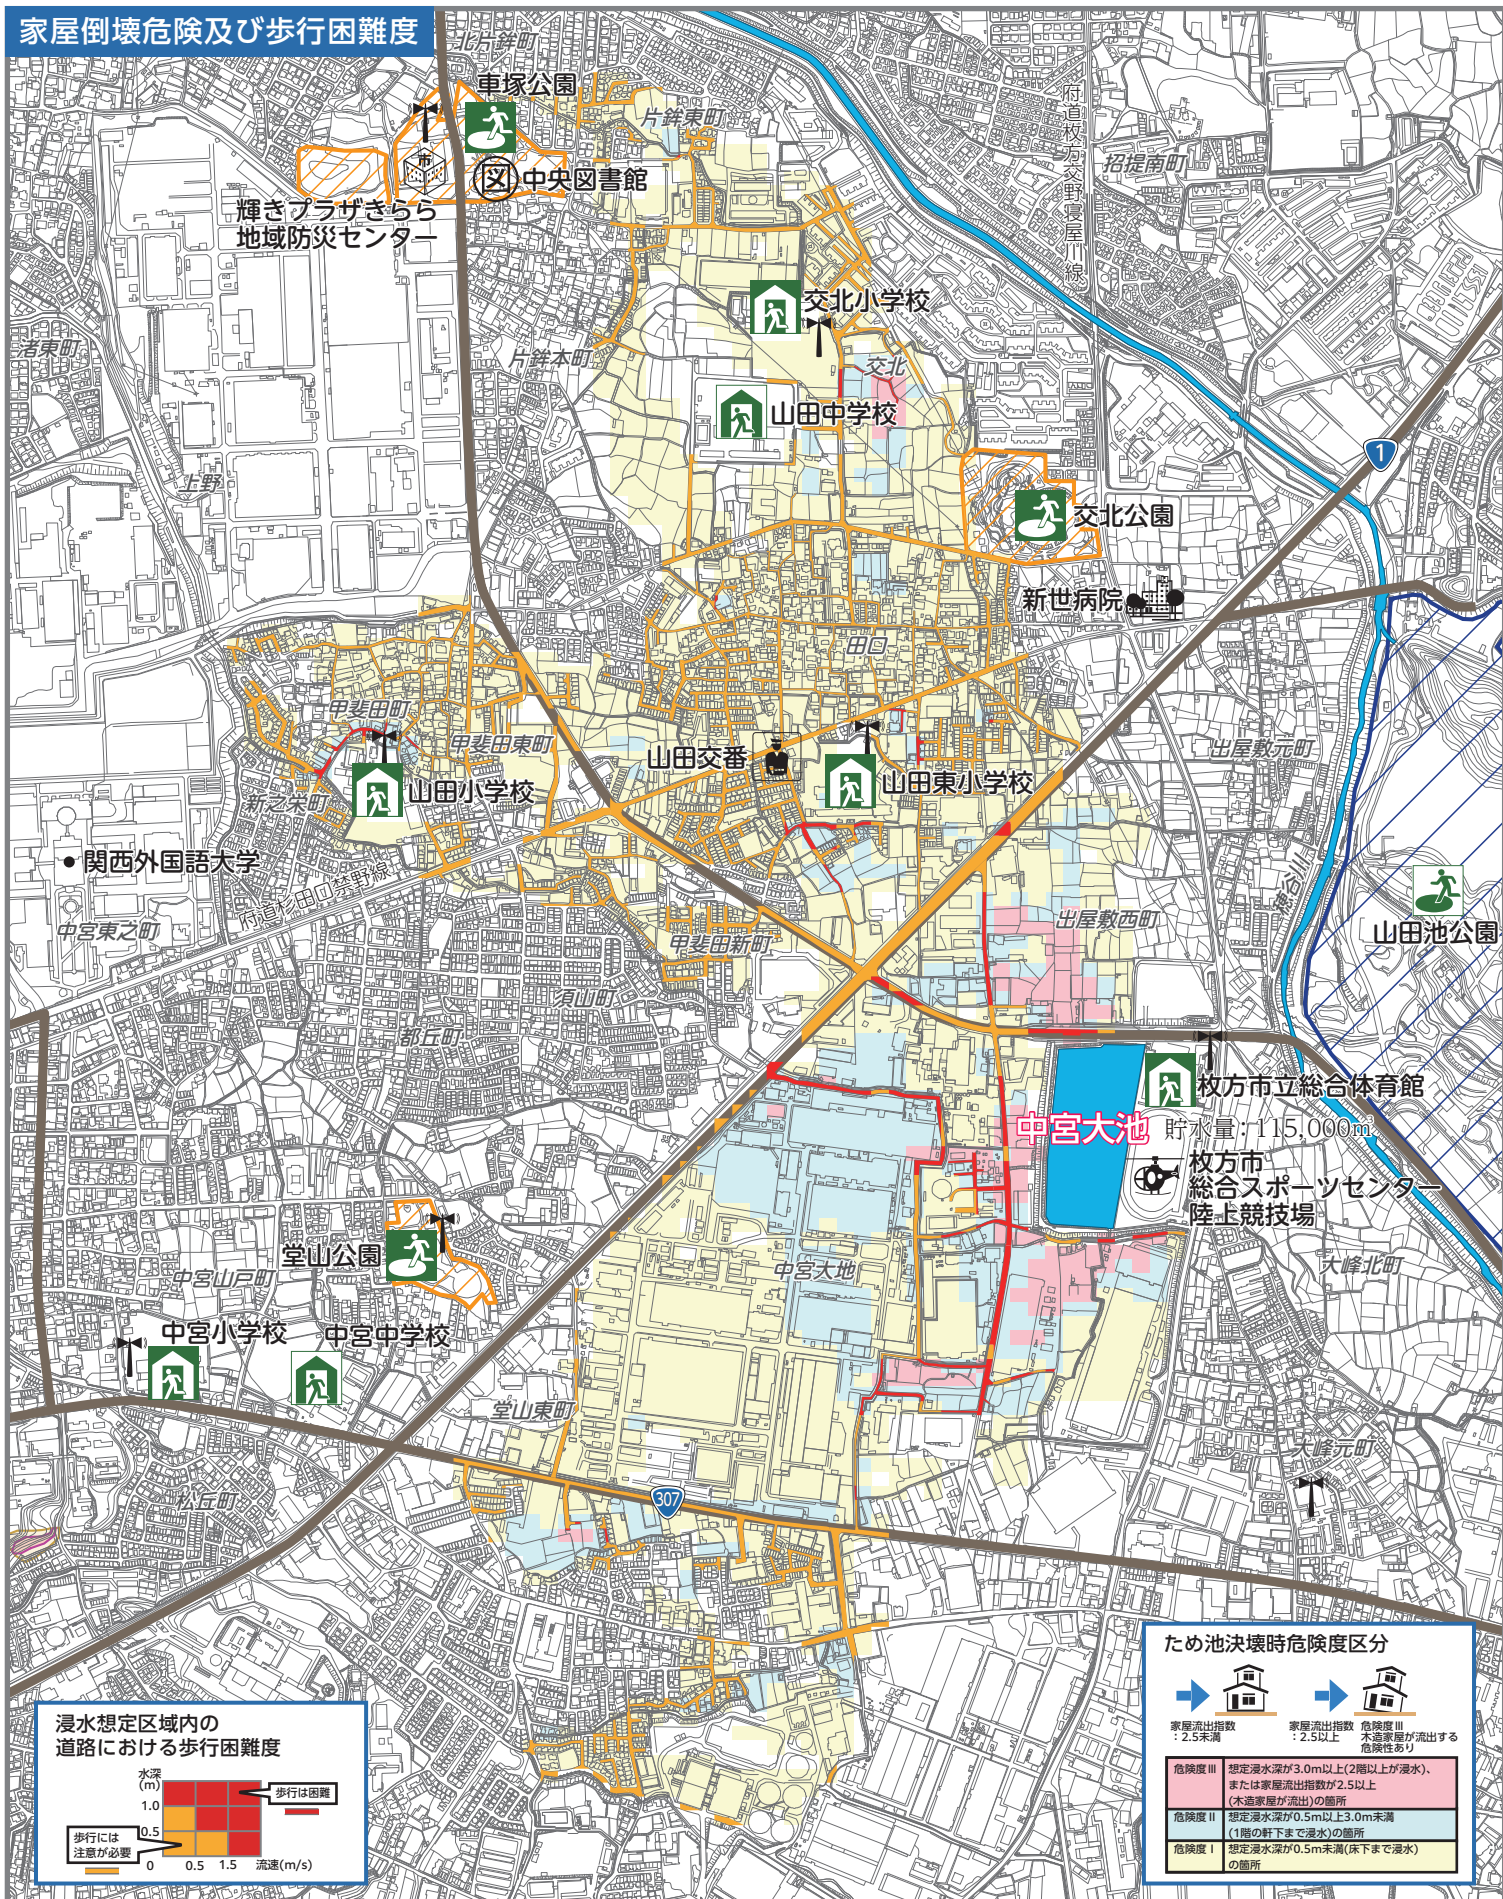 家屋倒壊危険及び歩行困難度
北片鉾町
車塚公園
片鉾東町
府道枚方交野寝屋川線
招提南町
市
図 中央図書館
輝きプラザきらら
地域防災センター
交北小学校
渚東町
片鉾本町
交北
山田中学校
1
上野
交北公園
新世病院
田口
甲斐田町
甲斐田東町
山田交番
出屋敷元町
山田東小学校
山田小学校
新之栄町
関西外国語大学
府道杉田口禁野線
穂谷川
中宮東之町
出屋敷西町
山田池公園
甲斐田新町
須山町
都丘町
枚方市立総合体育館
中宮大池
貯水量：115,000㎥
枚方市
総合スポーツセンター
陸上競技場
堂山公園
中宮大地
大峰北町
中宮山戸町
中宮小学校
中宮中学校
堂山東町
大峰元町
松丘町
307
浸水想定区域内の
道路における歩行困難度
水深
(m)
1.0
0.5
0
0.5
1.5
流速(m/s)
歩行は困難
歩行には
注意が必要
ため池決壊時危険度区分
家屋流出指数
：2.5未満
家屋流出指数
：2.5以上
危険度Ⅲ
木造家屋が流出する
危険性あり
危険度Ⅲ 想定浸水深が3.0m以上(2階以上が浸水)、
または家屋流出指数が2.5以上
(木造家屋が流出)の箇所
危険度Ⅱ 想定浸水深が0.5m以上3.0m未満
(1階の軒下まで浸水)の箇所
危険度Ⅰ 想定浸水深が0.5m未満(床下まで浸水)
の箇所